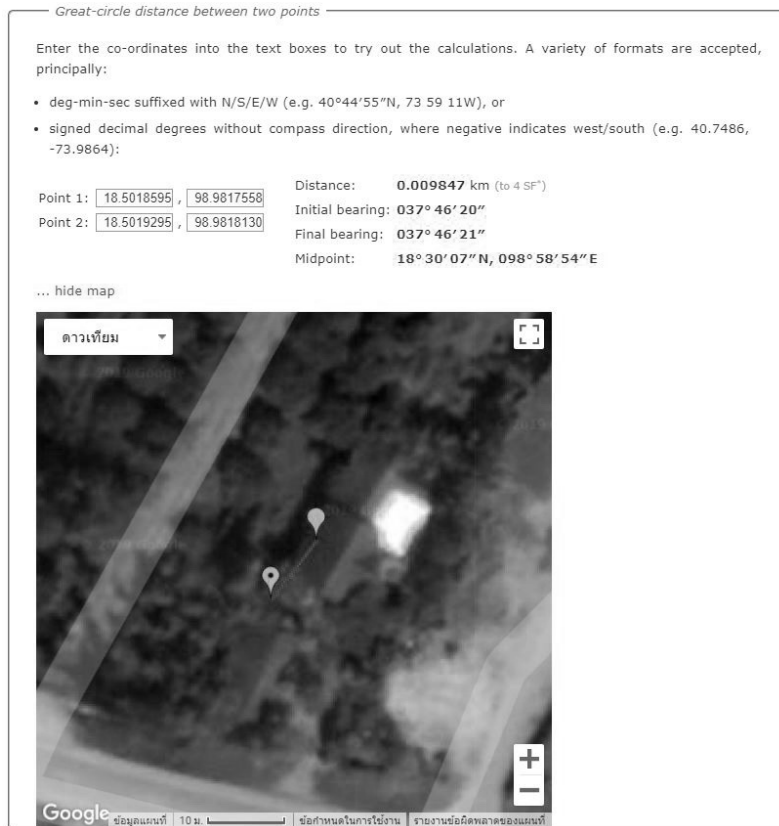 Great-circle distance between two points
Enter the co-ordinates into the text boxes to try out the calculations. A variety of formats are accepted,
principally:
• deg-min-sec suffixed with N/S/E/W (e.g. 40°44′55″N, 73 59 11W), or
• signed decimal degrees without compass direction, where negative indicates west/south (e.g. 40.7486,
-73.9864):
Point 1: 18.5018595 , 98.9817558
Point 2: 18.5019295 , 98.9818130
Distance: 0.009847 km (to 4 SF*)
Initial bearing: 037° 46′ 20″
Final bearing: 037° 46′ 21″
Midpoint: 18° 30′ 07″ N, 098° 58′ 54″ E
... hide map
ดาวเทียม
Google ข้อมูลแผนที่ 10 ม. ข้อกำหนดในการใช้งาน รายงานข้อผิดพลาดของแผนที่